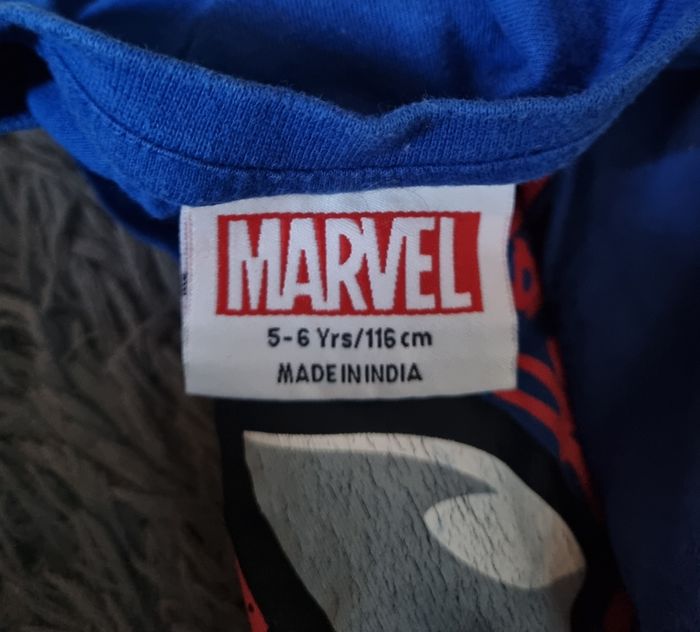 MARVEL
5-6 Yrs/116 cm
MADE IN INDIA